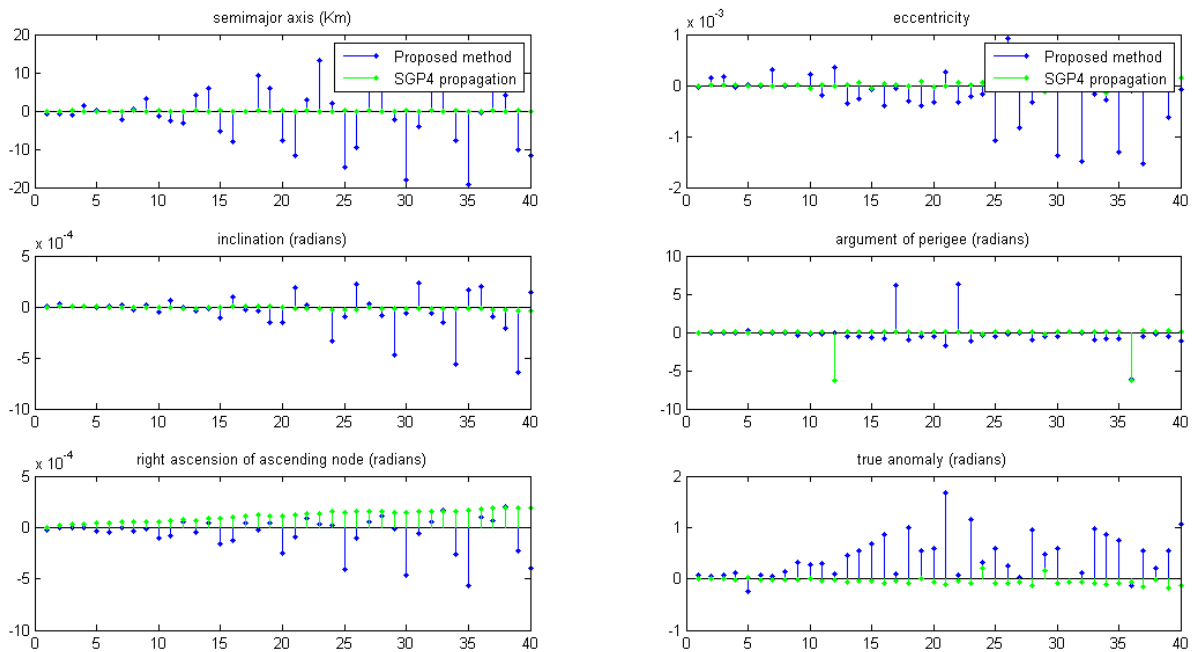 semimajor axis (Km)
20
10
0
-10
-20
0 5 10 15 20 25 30 35 40
Proposed method
SGP4 propagation
eccentricity
x 10^-3
1
0
-1
-2
0 5 10 15 20 25 30 35 40
Proposed method
SGP4 propagation
inclination (radians)
x 10^-4
5
0
-5
-10
0 5 10 15 20 25 30 35 40
argument of perigee (radians)
10
5
0
-5
-10
0 5 10 15 20 25 30 35 40
right ascension of ascending node (radians)
x 10^-4
5
0
-5
-10
0 5 10 15 20 25 30 35 40
true anomaly (radians)
2
1
0
-1
0 5 10 15 20 25 30 35 40